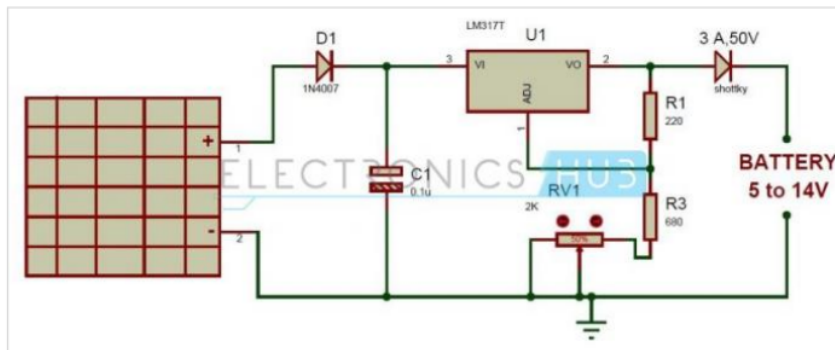 LM317T
D1
U1
3 A,50V
3
VI
VO
2
1N4007
shottky
ADJ
R1
220
+
1
1
ELECTRONICS HUB
BATTERY
5 to 14V
C1
0.1u
RV1
2K
R3
680
-
2
50%